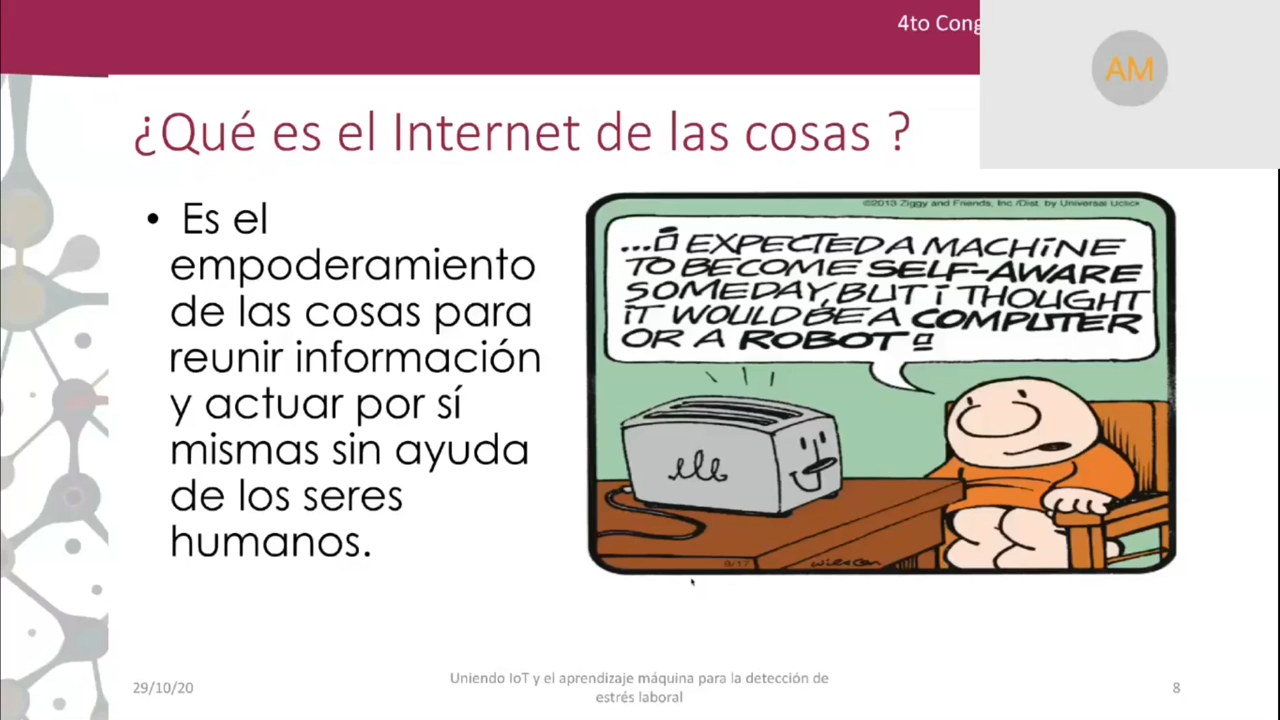 4to Cong
AM
¿Qué es el Internet de las cosas ?
• Es el
empoderamiento
de las cosas para
reunir información
y actuar por sí
mismas sin ayuda
de los seres
humanos.
©2013 Ziggy and Friends, Inc./Dist. by Universal Uclick
...I EXPECTED A MACHiNE
TO BECOME SELF-AWARE
SOMEDAY, BUT i THOUGHT
iT WOULD BE A COMPUTER
OR A ROBOT
29/10/20
Uniendo IoT y el aprendizaje máquina para la detección de
estrés laboral
8